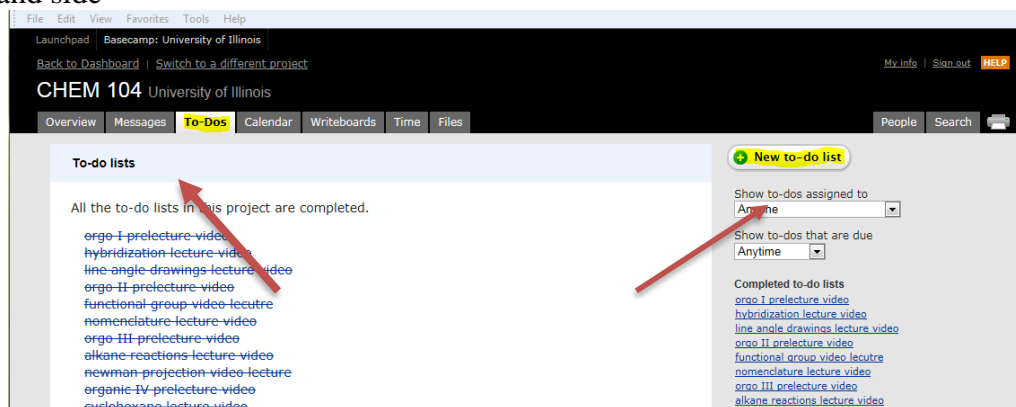 and side
File Edit View Favorites Tools Help
Launchpad Basecamp: University of Illinois
Back to Dashboard | Switch to a different project
My info | Sign out HELP
CHEM 104 University of Illinois
Overview Messages To-Dos Calendar Writeboards Time Files
People Search
To-do lists
New to-do list
All the to-do lists in this project are completed.
orgo I prelecture video
hybridization lecture video
line angle drawings lecture video
orgo II prelecture video
functional group video lecutre
nomenclature lecture video
orgo III prelecture video
alkane reactions lecture video
newman projection video lecture
organic IV prelecture video
cyclohexane lecture video
Show to-dos assigned to
Anyone
Show to-dos that are due
Anytime
Completed to-do lists
orgo I prelecture video
hybridization lecture video
line angle drawings lecture video
orgo II prelecture video
functional group video lecutre
nomenclature lecture video
orgo III prelecture video
alkane reactions lecture video